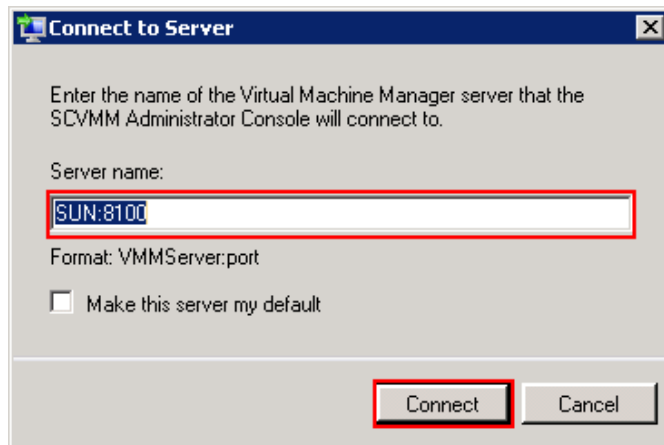 Connect to Server
Enter the name of the Virtual Machine Manager server that the
SCVMM Administrator Console will connect to.
Server name:
SUN:8100
Format: VMMServer:port
Make this server my default
Connect
Cancel